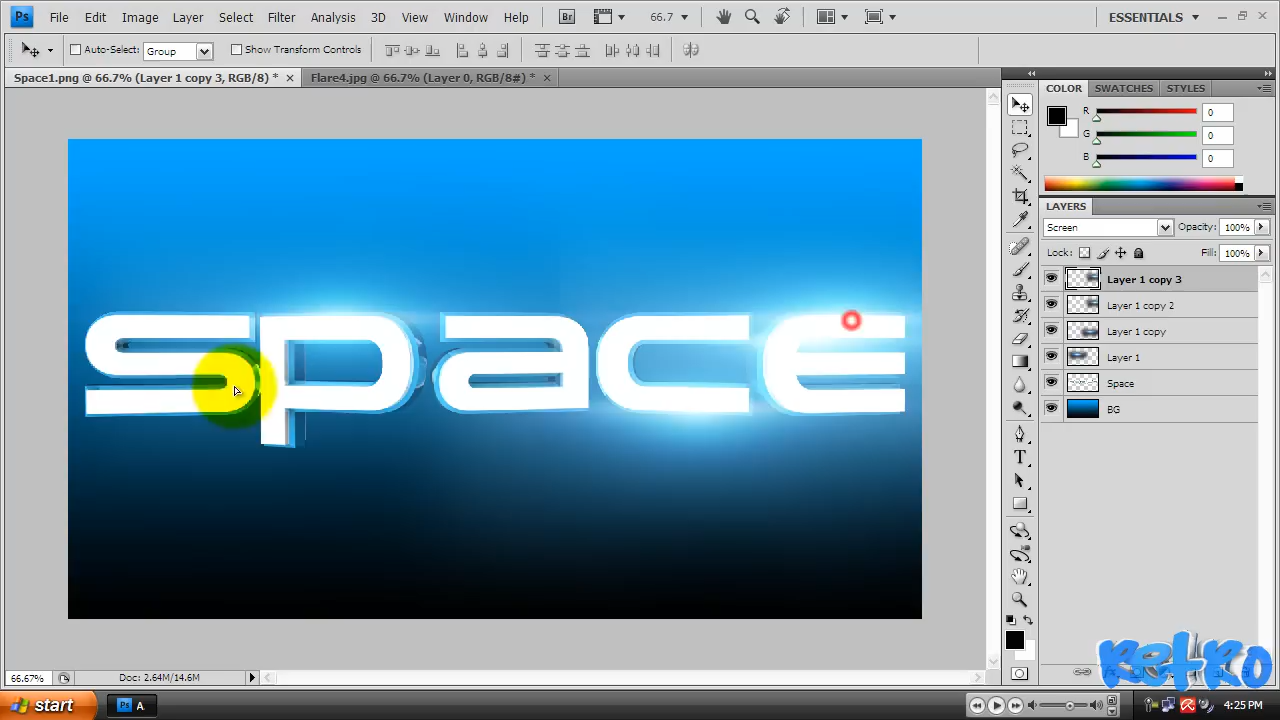 Ps File Edit Image Layer Select Filter Analysis 3D View Window Help Br 66.7 ESSENTIALS
Auto-Select: Group Show Transform Controls
Space1.png @ 66.7% (Layer 1 copy 3, RGB/8) * Flare4.jpg @ 66.7% (Layer 0, RGB/8#) *
COLOR SWATCHES STYLES
R 0
G 0
B 0
LAYERS
Screen Opacity: 100%
Lock: Fill: 100%
Layer 1 copy 3
Layer 1 copy 2
Layer 1 copy
Layer 1
Space
BG
space
T
retro
66.67% Doc: 2.64M/14.6M
start Ps A 4:25 PM